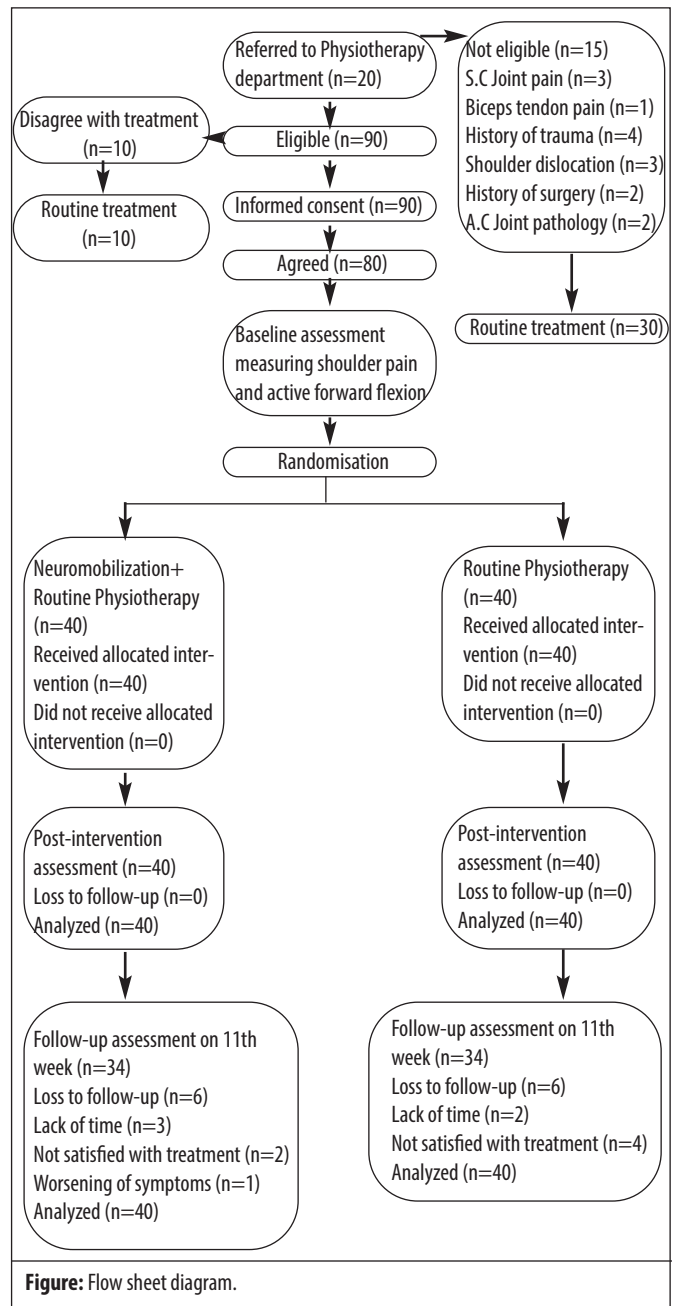 Referred to Physiotherapy
department (n=20)
Not eligible (n=15)
S.C Joint pain (n=3)
Biceps tendon pain (n=1)
History of trauma (n=4)
Shoulder dislocation (n=3)
History of surgery (n=2)
A.C Joint pathology (n=2)
Disagree with treatment
(n=10)
Eligible (n=90)
Routine treatment
(n=10)
Informed consent (n=90)
Agreed (n=80)
Routine treatment (n=30)
Baseline assessment
measuring shoulder pain
and active forward flexion
Randomisation
Neuromobilization+
Routine Physiotherapy
(n=40)
Received allocated inter-
vention (n=40)
Did not receive allocated
intervention (n=0)
Routine Physiotherapy
(n=40)
Received allocated inter-
vention (n=40)
Did not receive allocated
intervention (n=0)
Post-intervention
assessment (n=40)
Loss to follow-up (n=0)
Analyzed (n=40)
Post-intervention
assessment (n=40)
Loss to follow-up (n=0)
Analyzed (n=40)
Follow-up assessment on 11th
week (n=34)
Loss to follow-up (n=6)
Lack of time (n=3)
Not satisfied with treatment (n=2)
Worsening of symptoms (n=1)
Analyzed (n=40)
Follow-up assessment on 11th
week (n=34)
Loss to follow-up (n=6)
Lack of time (n=2)
Not satisfied with treatment (n=4)
Analyzed (n=40)
Figure: Flow sheet diagram.